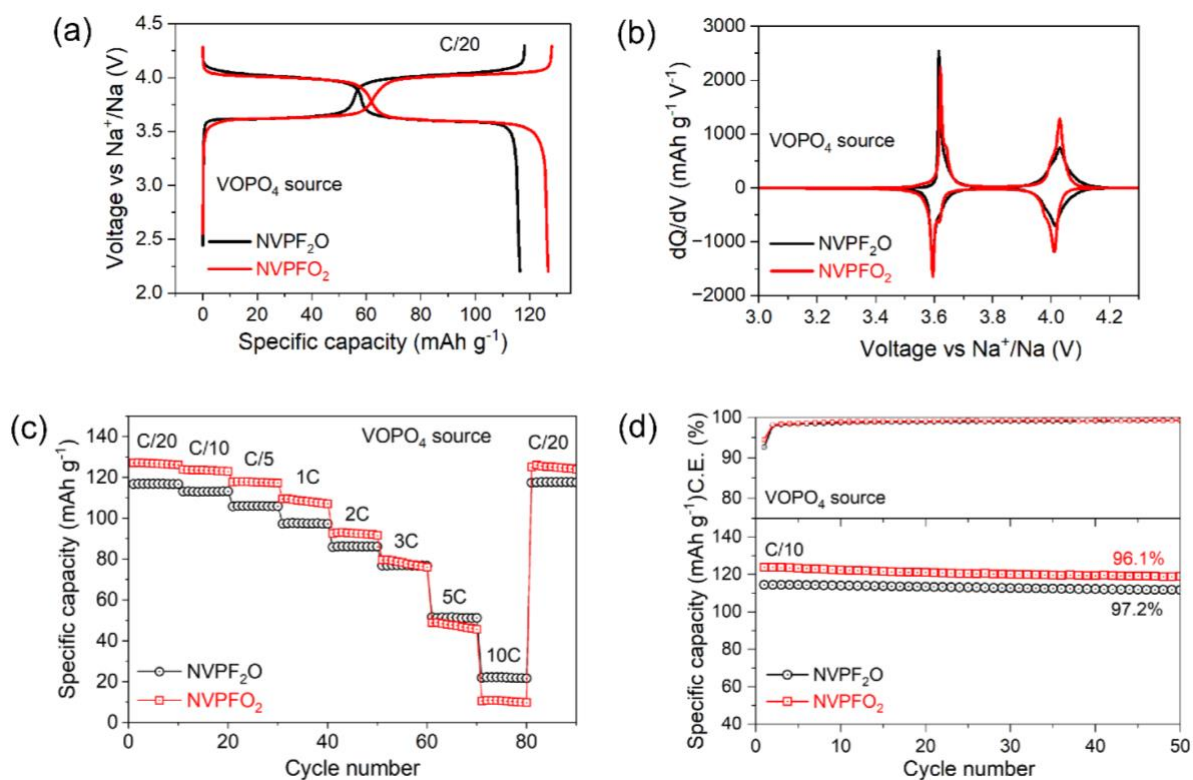 (a)
4.5
4.0
3.5
3.0
2.5
2.0
Voltage vs Na⁺/Na (V)
C/20
VOPO₄ source
NVPF₂O
NVPFO₂
0 20 40 60 80 100 120
Specific capacity (mAh g⁻¹)
(b)
3000
2000
1000
0
−1000
−2000
dQ/dV (mAh g⁻¹ V⁻¹)
VOPO₄ source
NVPF₂O
NVPFO₂
3.0 3.2 3.4 3.6 3.8 4.0 4.2
Voltage vs Na⁺/Na (V)
(c)
140
120
100
80
60
40
20
0
Specific capacity (mAh g⁻¹)
VOPO₄ source
C/20 C/10 C/5 1C 2C 3C 5C 10C C/20
NVPF₂O
NVPFO₂
0 20 40 60 80
Cycle number
(d)
100
90
80
C.E. (%)
VOPO₄ source
140
120
100
80
60
40
Specific capacity (mAh g⁻¹)
C/10
96.1%
97.2%
NVPF₂O
NVPFO₂
0 10 20 30 40 50
Cycle number